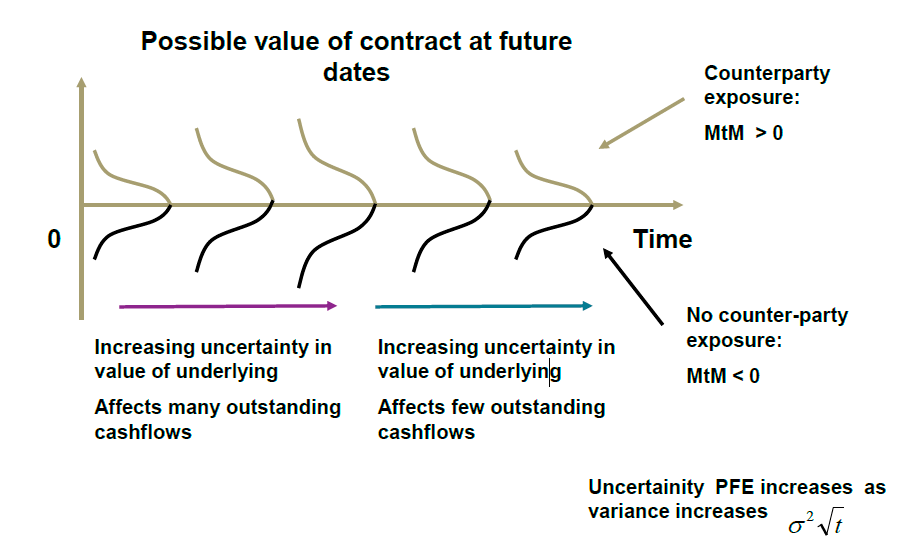 Possible value of contract at future
dates
Counterparty
exposure:
MtM > 0
0
Time
No counter-party
exposure:
MtM < 0
Increasing uncertainty in
value of underlying
Affects many outstanding
cashflows
Increasing uncertainty in
value of underlying
Affects few outstanding
cashflows
Uncertainity PFE increases as
variance increases σ²√t